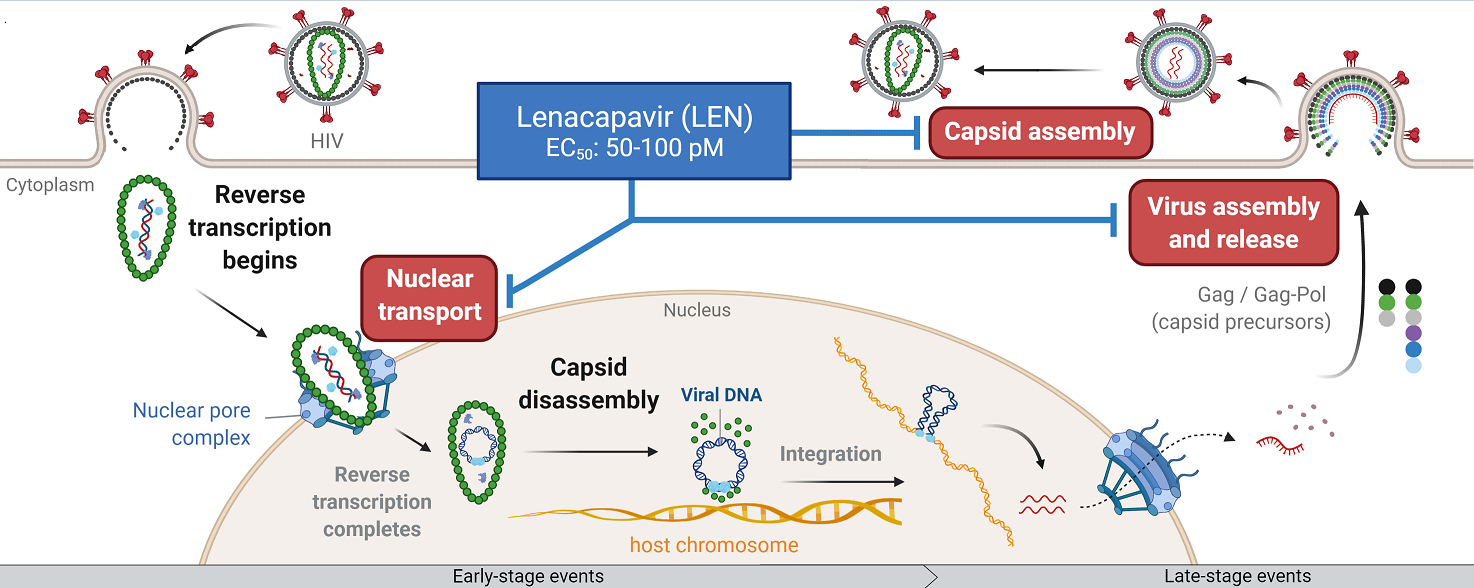 HIV
Lenacapavir (LEN)
EC₅₀: 50-100 pM
Capsid assembly
Cytoplasm
Reverse
transcription
begins
Virus assembly
and release
Nuclear
transport
Nucleus
Gag / Gag-Pol
(capsid precursors)
Capsid
disassembly
Viral DNA
Nuclear pore
complex
Integration
Reverse
transcription
completes
host chromosome
Early-stage events
Late-stage events